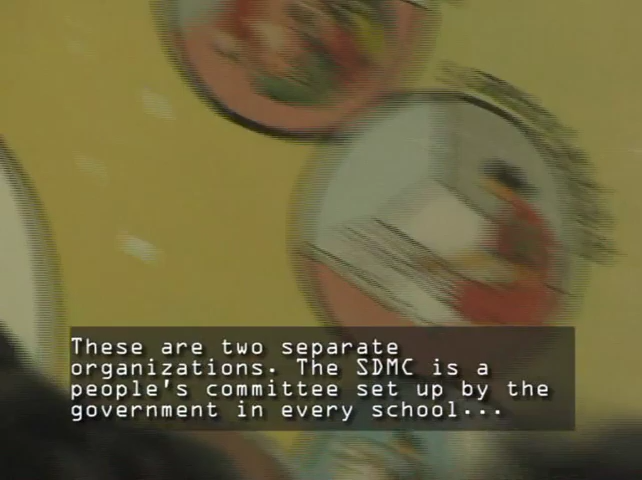 These are two separate
organizations. The SDMC is a
people's committee set up by the
government in every school...